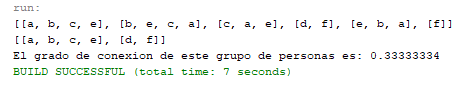 run:
[[a, b, c, e], [b, e, c, a], [c, a, e], [d, f], [e, b, a], [f]]
[[a, b, c, e], [d, f]]
El grado de conexion de este grupo de personas es: 0.33333334
BUILD SUCCESSFUL (total time: 7 seconds)